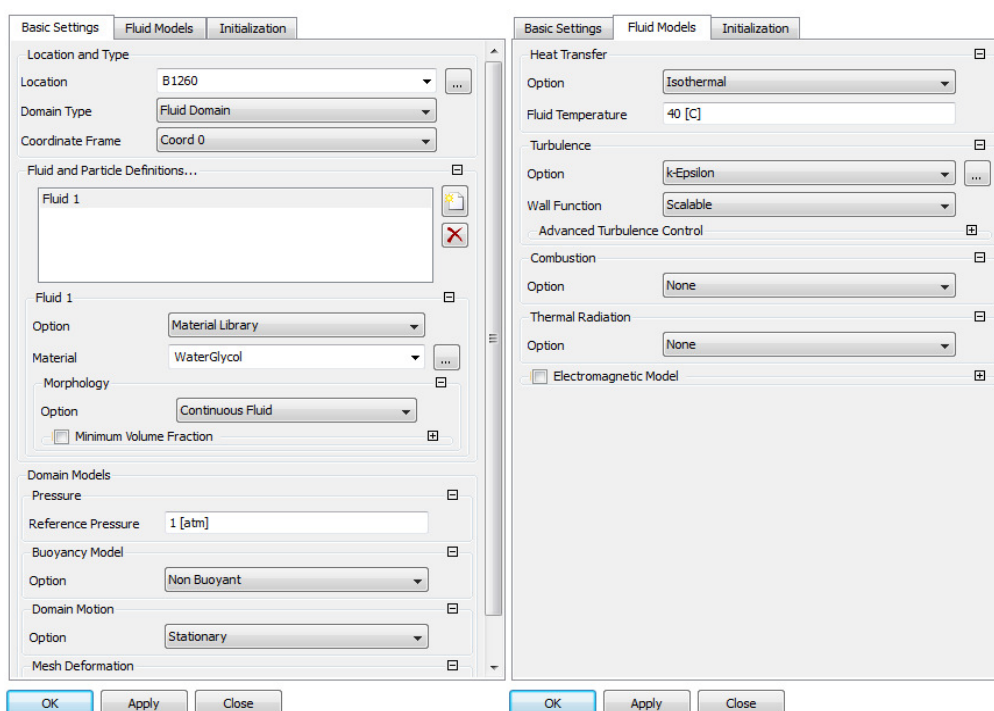 Basic Settings Fluid Models Initialization
Location and Type
Location B1260 ...
Domain Type Fluid Domain
Coordinate Frame Coord 0
Fluid and Particle Definitions...
Fluid 1
Fluid 1
Option Material Library
Material WaterGlycol ...
Morphology
Option Continuous Fluid
Minimum Volume Fraction
Domain Models
Pressure
Reference Pressure 1 [atm]
Buoyancy Model
Option Non Buoyant
Domain Motion
Option Stationary
Mesh Deformation
OK Apply Close
Basic Settings Fluid Models Initialization
Heat Transfer
Option Isothermal
Fluid Temperature 40 [C]
Turbulence
Option k-Epsilon ...
Wall Function Scalable
Advanced Turbulence Control
Combustion
Option None
Thermal Radiation
Option None
Electromagnetic Model
OK Apply Close